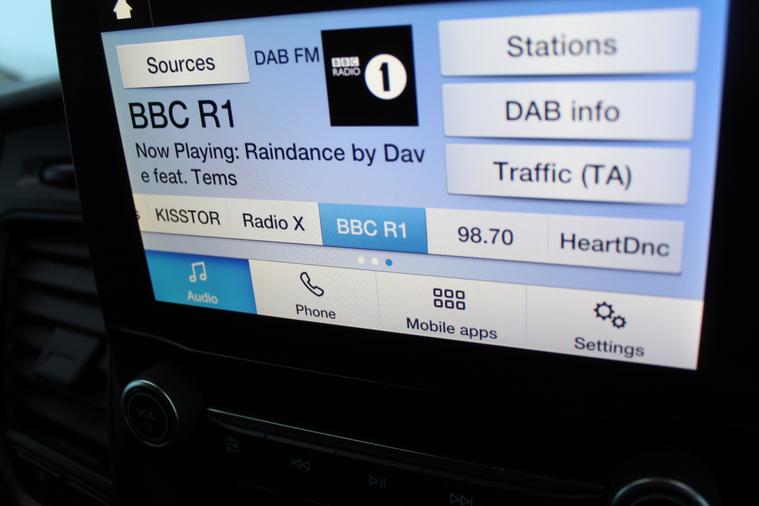 Sources
DAB FM
BBC
RADIO
1
Stations
BBC R1
DAB info
Now Playing: Raindance by Dav
e feat. Tems
Traffic (TA)
s
KISSTOR
Radio X
BBC R1
98.70
HeartDnc
Audio
Phone
Mobile apps
Settings
VOL